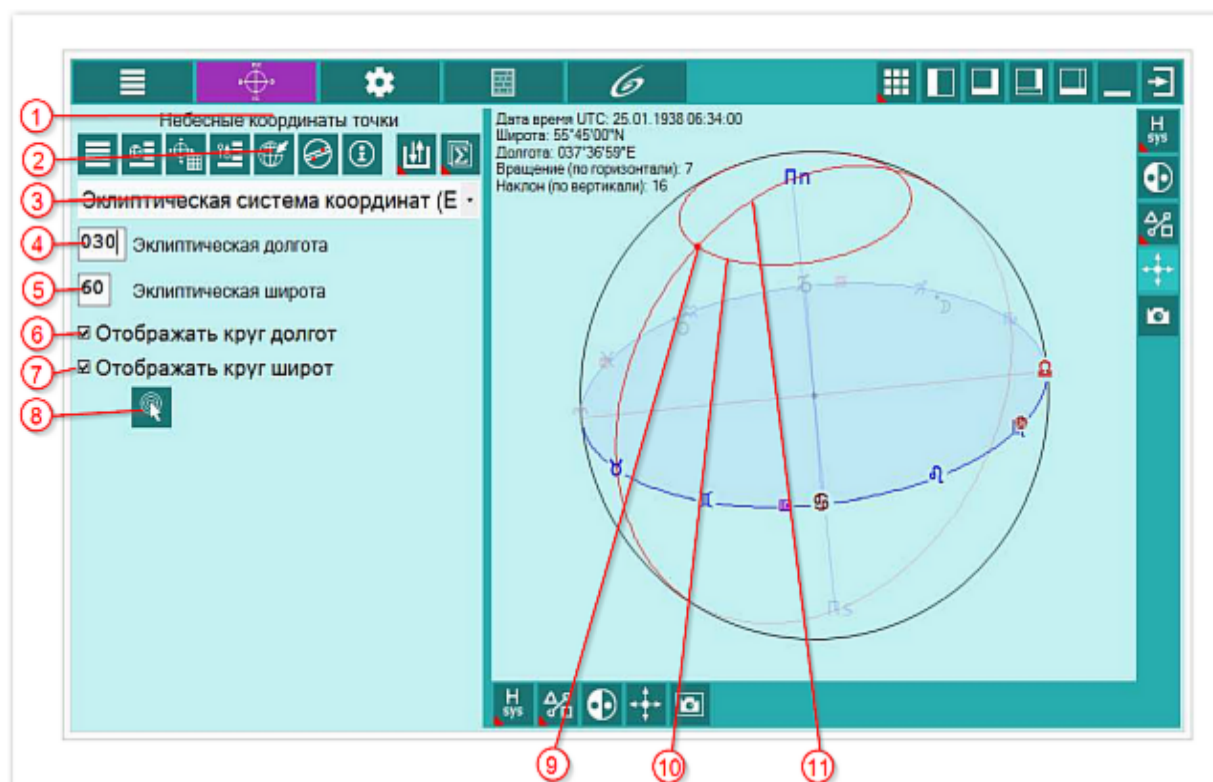 Небесные координаты точки
Эклиптическая система координат (E
030 Эклиптическая долгота
60 Эклиптическая широта
Отображать круг долгот
Отображать круг широт
Дата время UTC: 25.01.1938 06:34:00
Широта: 55°45'00"N
Долгота: 037°36'59"E
Вращение (по горизонтали): 7
Наклон (по вертикали): 16
Пп
Пs
H
sys
H
sys
1
2
3
4
5
6
7
8
9
10
11